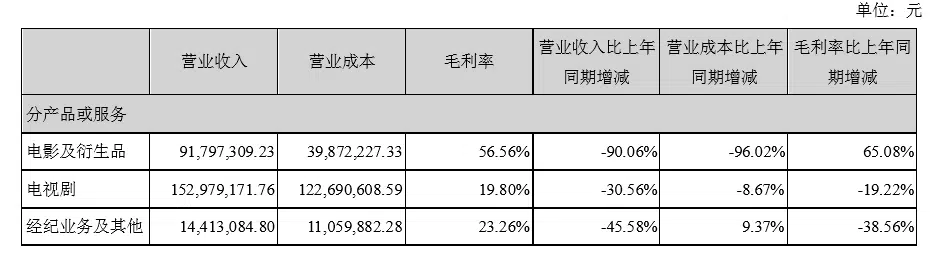 单位：元
营业收入 营业成本 毛利率 营业收入比上年同期增减 营业成本比上年同期增减 毛利率比上年同期增减
分产品或服务
电影及衍生品 91,797,309.23 39,872,227.33 56.56% -90.06% -96.02% 65.08%
电视剧 152,979,171.76 122,690,608.59 19.80% -30.56% -8.67% -19.22%
经纪业务及其他 14,413,084.80 11,059,882.28 23.26% -45.58% 9.37% -38.56%